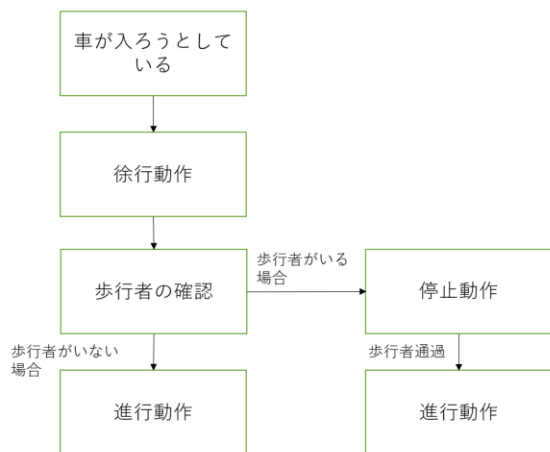 車が入ろうとして
いる
徐行動作
歩行者の確認
歩行者がいる
場合
停止動作
歩行者がいない
場合
歩行者通過
進行動作
進行動作